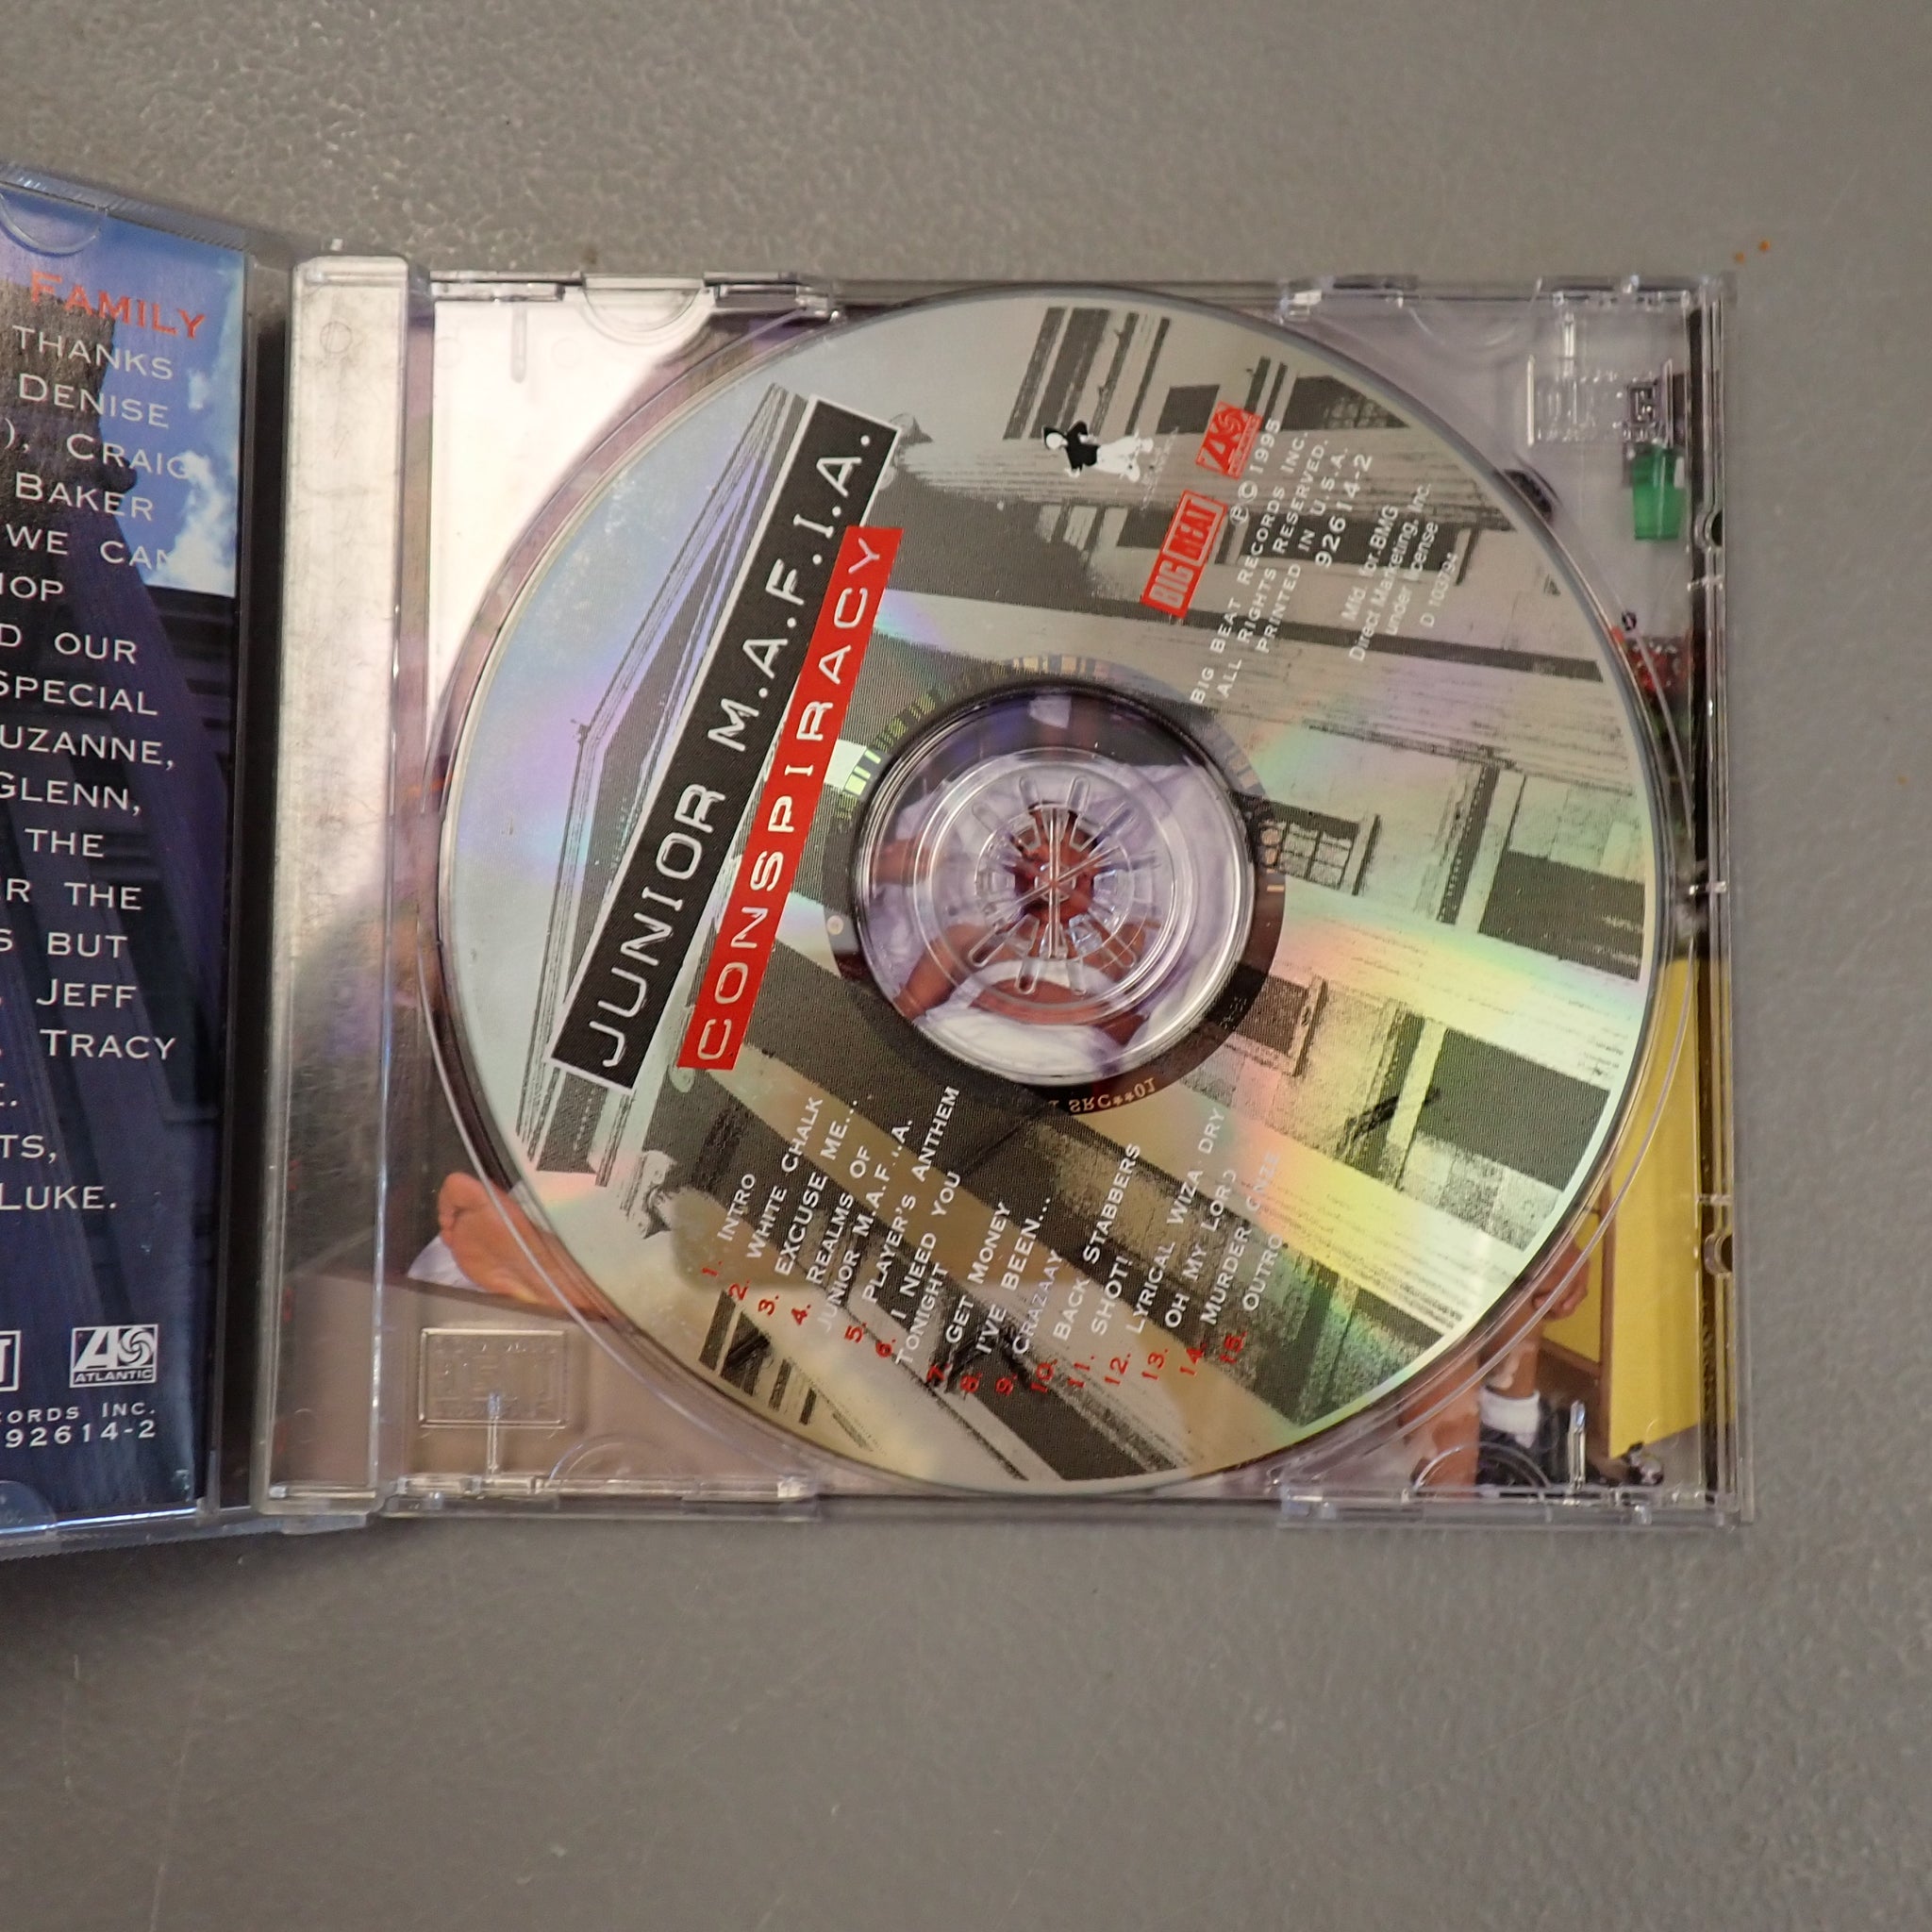 FAMILY
THANKS
DENISE
), CRAIG
BAKER
WE CAN
HOP
D OUR
SPECIAL
UZANNE,
GLENN,
THE
R THE
S BUT
, JEFF
, TRACY
E.
TS,
LUKE.
ATLANTIC
CORDS INC.
92614-2
JUNIOR M.A.F.I.A.
CONSPIRACY
1. INTRO
2. WHITE CHALK
3. EXCUSE ME...
4. REALMS OF
JUNIOR M.A.F.I.A.
5. PLAYER'S ANTHEM
6. I NEED YOU
TONIGHT
7. GET MONEY
8. I'VE BEEN...
9. CRAZAAY
10. BACK STABBERS
11. SHOT!
12. LYRICAL WIZA DRY
13. OH MY LORD
14. MURDER ONZE
15. OUTRO
BIG BEAT
℗© 1995
BIG BEAT RECORDS INC.
ALL RIGHTS RESERVED.
PRINTED IN U.S.A.
92614-2
Mfd. for BMG
Direct Marketing, Inc.
under license
D 103794
SRC**01